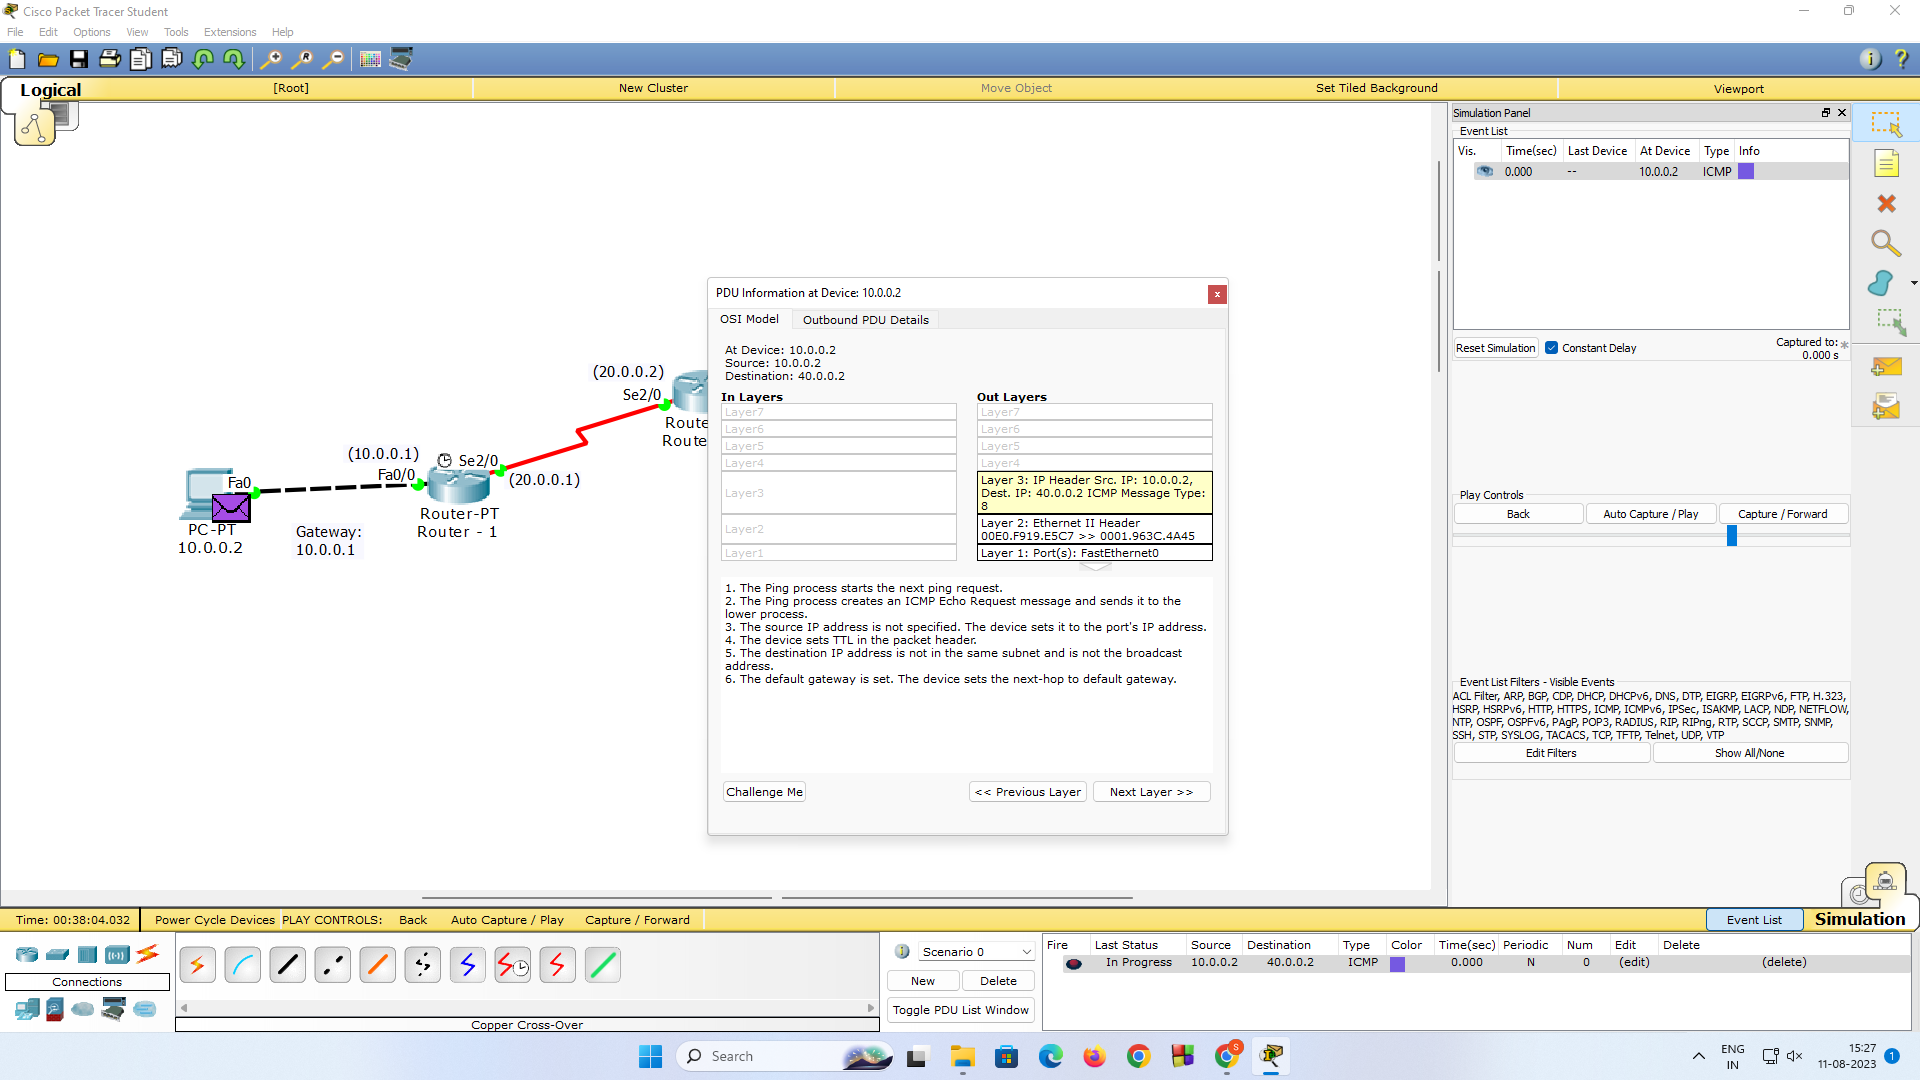 Cisco Packet Tracer Student
File Edit Options View Tools Extensions Help
Logical [Root] New Cluster Move Object Set Tiled Background Viewport
Simulation Panel
Event List
Vis. Time(sec) Last Device At Device Type Info
0.000 -- 10.0.0.2 ICMP
Reset Simulation Constant Delay Captured to: *
0.000 s
Play Controls
Back Auto Capture / Play Capture / Forward
Event List Filters - Visible Events
ACL Filter, ARP, BGP, CDP, DHCP, DHCPv6, DNS, DTP, EIGRP, EIGRPv6, FTP, H.323,
HSRP, HSRPv6, HTTP, HTTPS, ICMP, ICMPv6, IPSec, ISAKMP, LACP, NDP, NETFLOW,
NTP, OSPF, OSPFv6, PAgP, POP3, RADIUS, RIP, RIPng, RTP, SCCP, SMTP, SNMP,
SSH, STP, SYSLOG, TACACS, TCP, TFTP, Telnet, UDP, VTP
Edit Filters Show All/None
(20.0.0.2)
Se2/0
Route
Route
(10.0.0.1)
Fa0/0
Se2/0
(20.0.0.1)
Fa0
PC-PT
10.0.0.2
Gateway:
10.0.0.1
Router-PT
Router - 1
PDU Information at Device: 10.0.0.2 x
OSI Model Outbound PDU Details
At Device: 10.0.0.2
Source: 10.0.0.2
Destination: 40.0.0.2
In Layers
Layer7
Layer6
Layer5
Layer4
Layer3
Layer2
Layer1
Out Layers
Layer7
Layer6
Layer5
Layer4
Layer 3: IP Header Src. IP: 10.0.0.2,
Dest. IP: 40.0.0.2 ICMP Message Type:
8
Layer 2: Ethernet II Header
00E0.F919.E5C7 >> 0001.963C.4A45
Layer 1: Port(s): FastEthernet0
1. The Ping process starts the next ping request.
2. The Ping process creates an ICMP Echo Request message and sends it to the
lower process.
3. The source IP address is not specified. The device sets it to the port's IP address.
4. The device sets TTL in the packet header.
5. The destination IP address is not in the same subnet and is not the broadcast
address.
6. The default gateway is set. The device sets the next-hop to default gateway.
Challenge Me << Previous Layer Next Layer >>
Time: 00:38:04.032 Power Cycle Devices PLAY CONTROLS: Back Auto Capture / Play Capture / Forward Event List Simulation
Connections
Copper Cross-Over
Scenario 0
New Delete
Toggle PDU List Window
Fire Last Status Source Destination Type Color Time(sec) Periodic Num Edit Delete
In Progress 10.0.0.2 40.0.0.2 ICMP 0.000 N 0 (edit) (delete)
Search
S
ENG
IN
15:27
11-08-2023
1